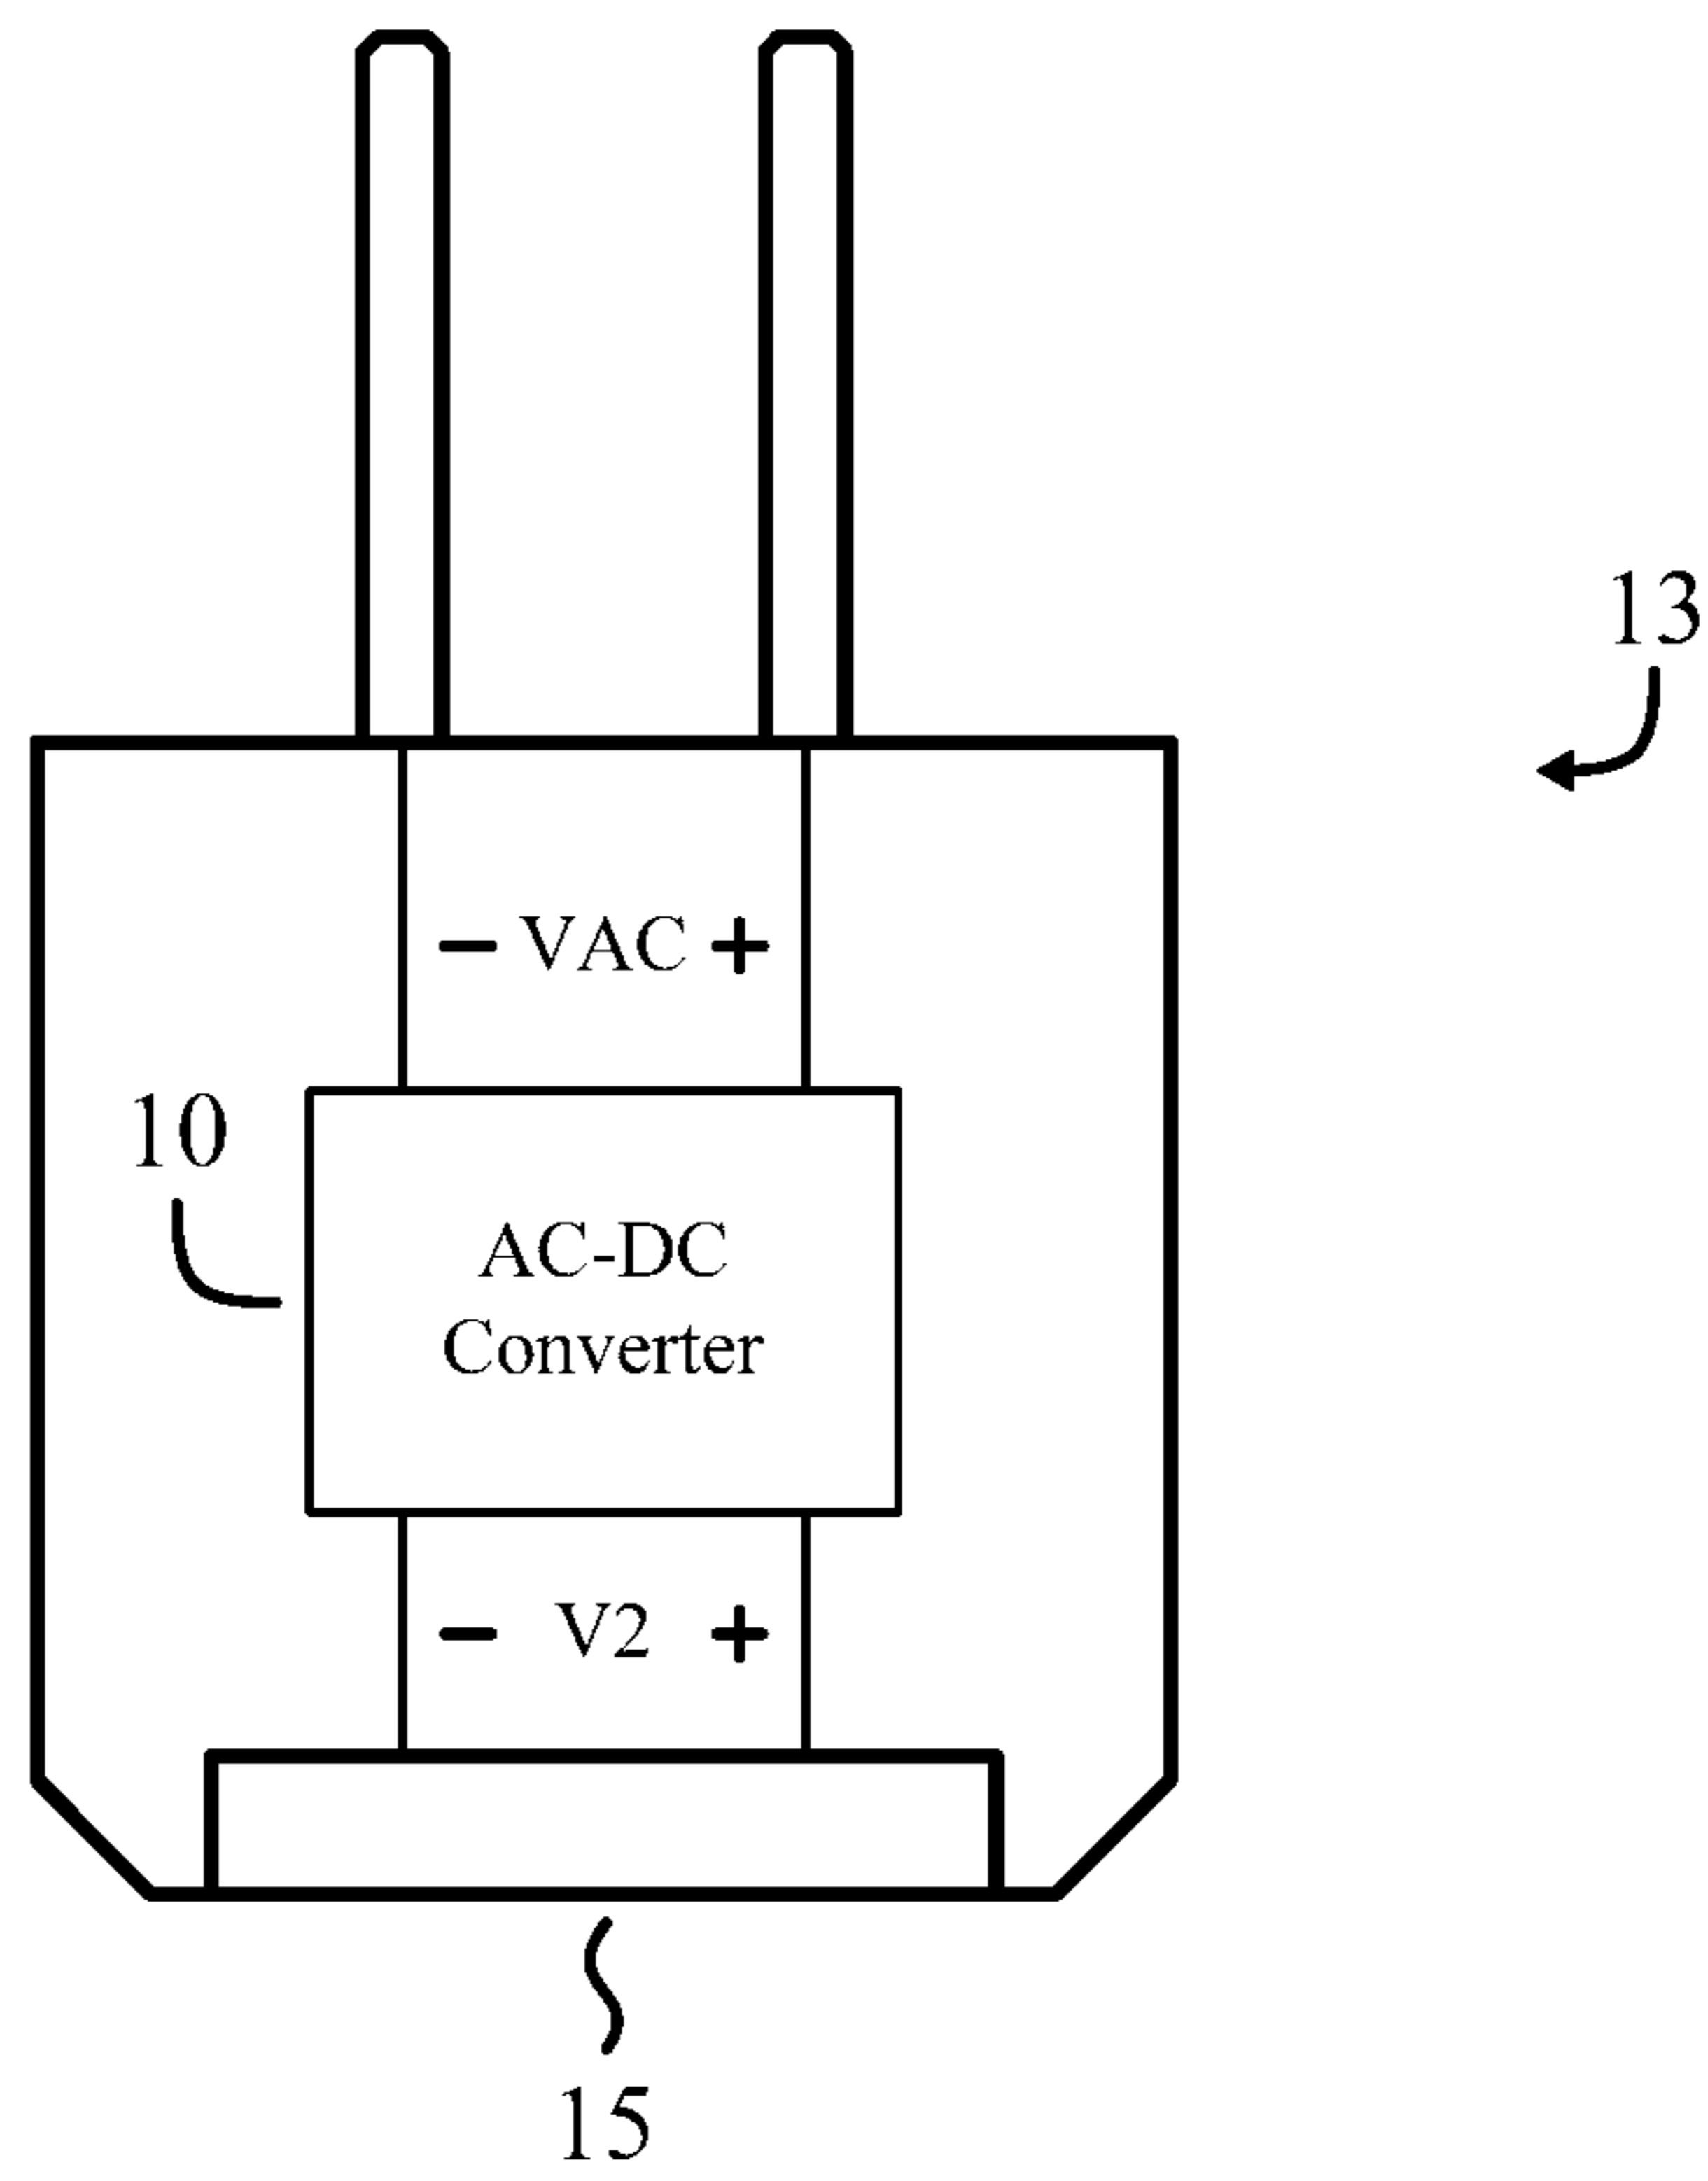 13
− VAC +
10
AC-DC
Converter
− V2 +
15